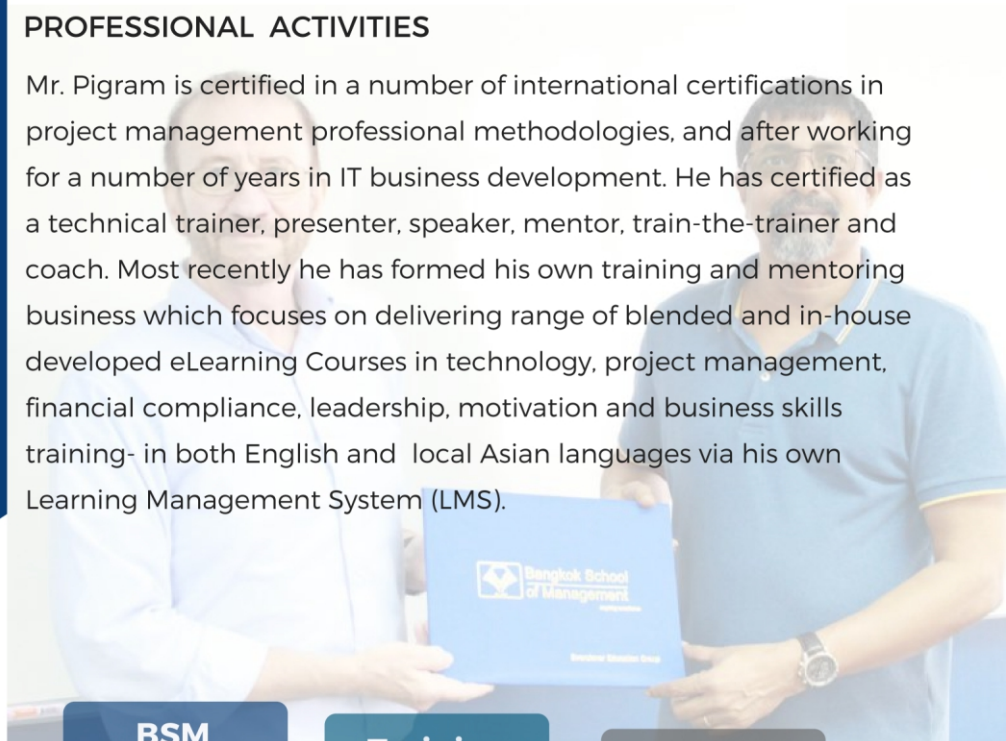 PROFESSIONAL ACTIVITIES
Mr. Pigram is certified in a number of international certifications in
project management professional methodologies, and after working
for a number of years in IT business development. He has certified as
a technical trainer, presenter, speaker, mentor, train-the-trainer and
coach. Most recently he has formed his own training and mentoring
business which focuses on delivering range of blended and in-house
developed eLearning Courses in technology, project management,
financial compliance, leadership, motivation and business skills
training- in both English and local Asian languages via his own
Learning Management System (LMS).
Bangkok School
of Management
BSM